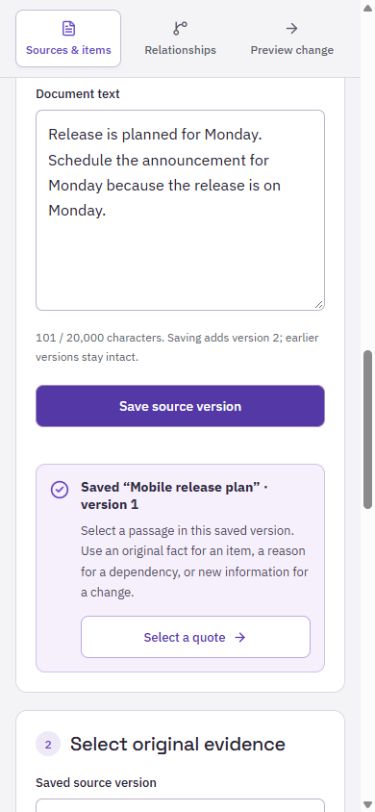 Sources & items
Relationships
Preview change
Document text
Release is planned for Monday.
Schedule the announcement for
Monday because the release is on
Monday.
101 / 20,000 characters. Saving adds version 2; earlier
versions stay intact.
Save source version
Saved “Mobile release plan” ·
version 1
Select a passage in this saved version.
Use an original fact for an item, a reason
for a dependency, or new information for
a change.
Select a quote →
2 Select original evidence
Saved source version